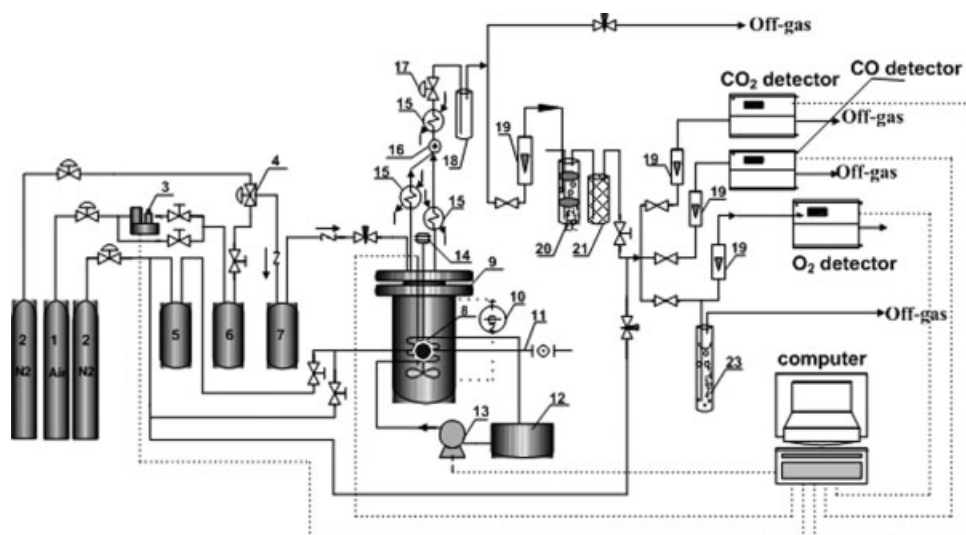 Off-gas
17
CO detector
CO₂ detector
15
16
18
19
Off-gas
4
3
15
15
19
19
Off-gas
20
21
14
9
19
O₂ detector
10
8
11
2
1
2
5
6
7
Off-gas
N2
Air
N2
computer
23
12
13